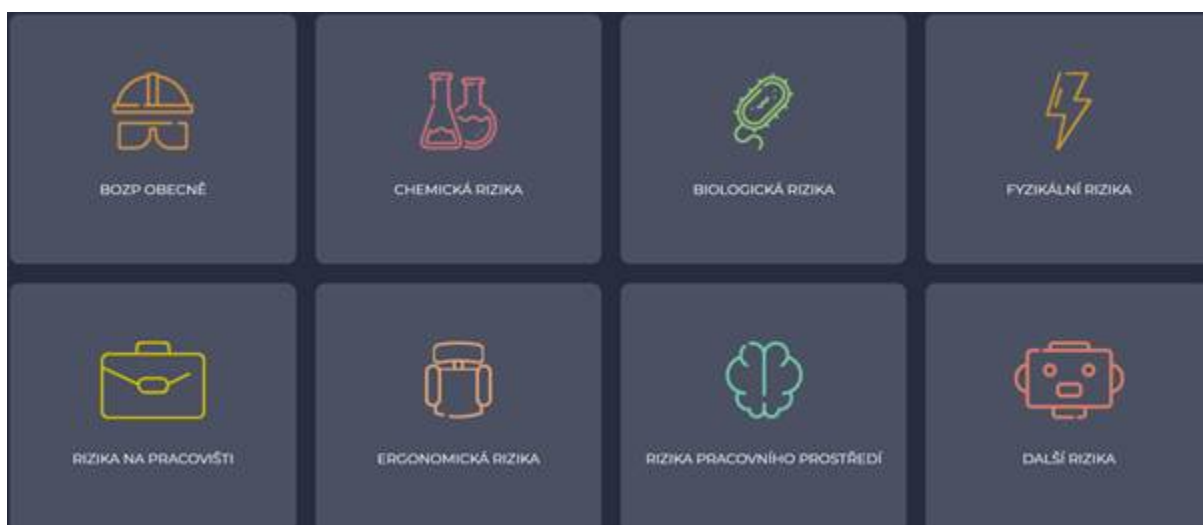 BOZP OBECNĚ
CHEMICKÁ RIZIKA
BIOLOGICKÁ RIZIKA
FYZIKÁLNÍ RIZIKA
RIZIKA NA PRACOVIŠTI
ERGONOMICKÁ RIZIKA
RIZIKA PRACOVNÍHO PROSTŘEDÍ
DALŠÍ RIZIKA